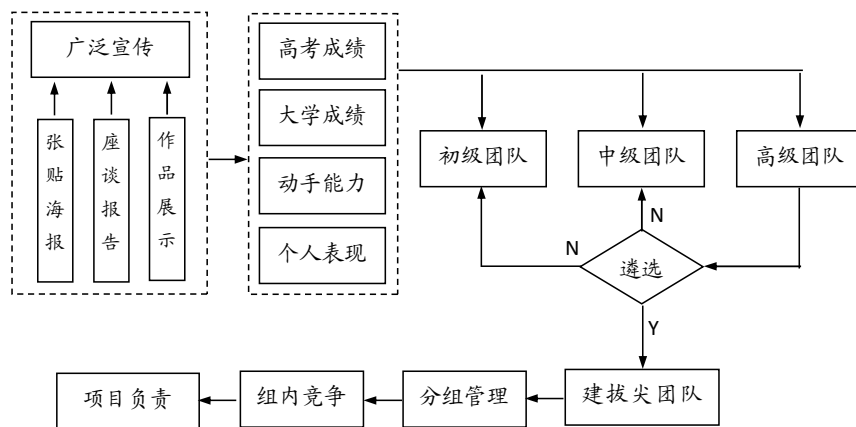 广泛宣传
张贴海报
座谈报告
作品展示
高考成绩
大学成绩
动手能力
个人表现
初级团队
中级团队
高级团队
N
N
遴选
Y
项目负责
组内竞争
分组管理
建拔尖团队